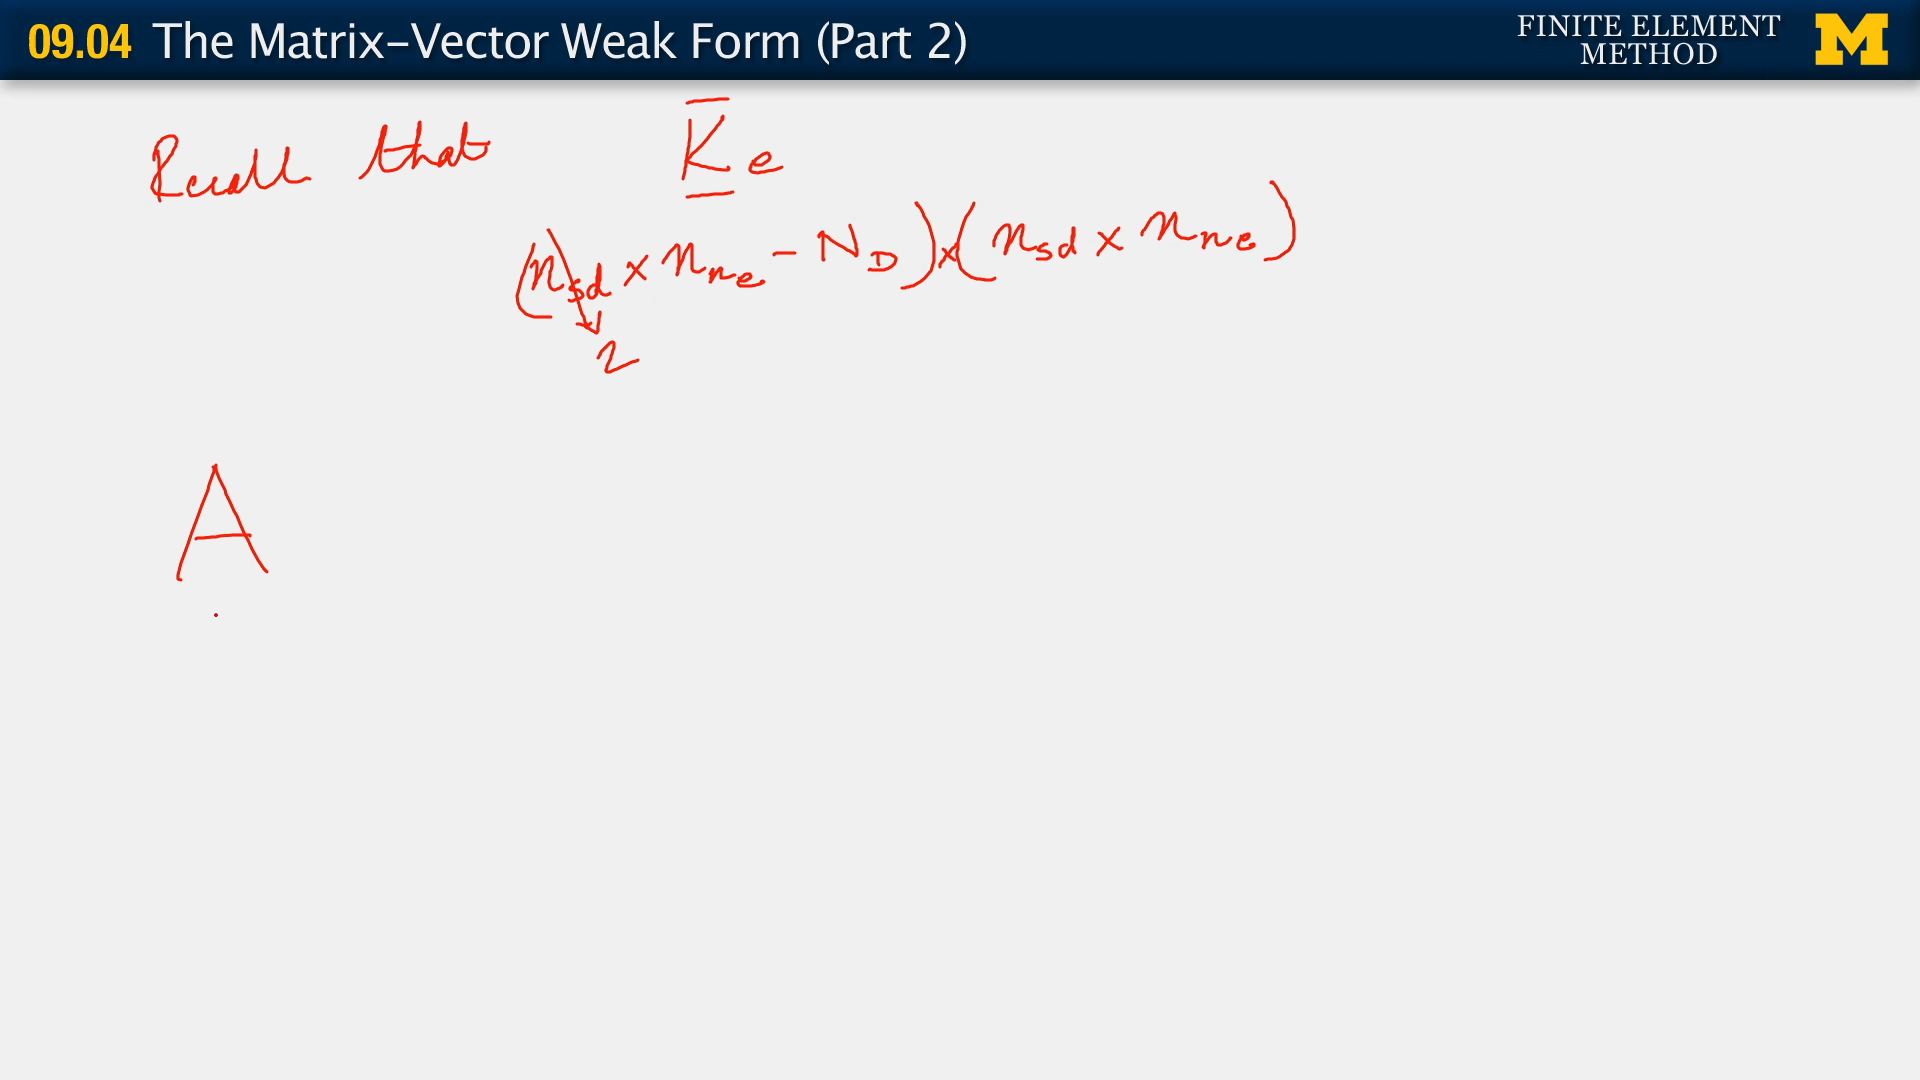 09.04 The Matrix-Vector Weak Form (Part 2)
FINITE ELEMENT
METHOD
M
Recall that K̲̅e
(nsd × nne - ND)×(nsd × nne)
2
A